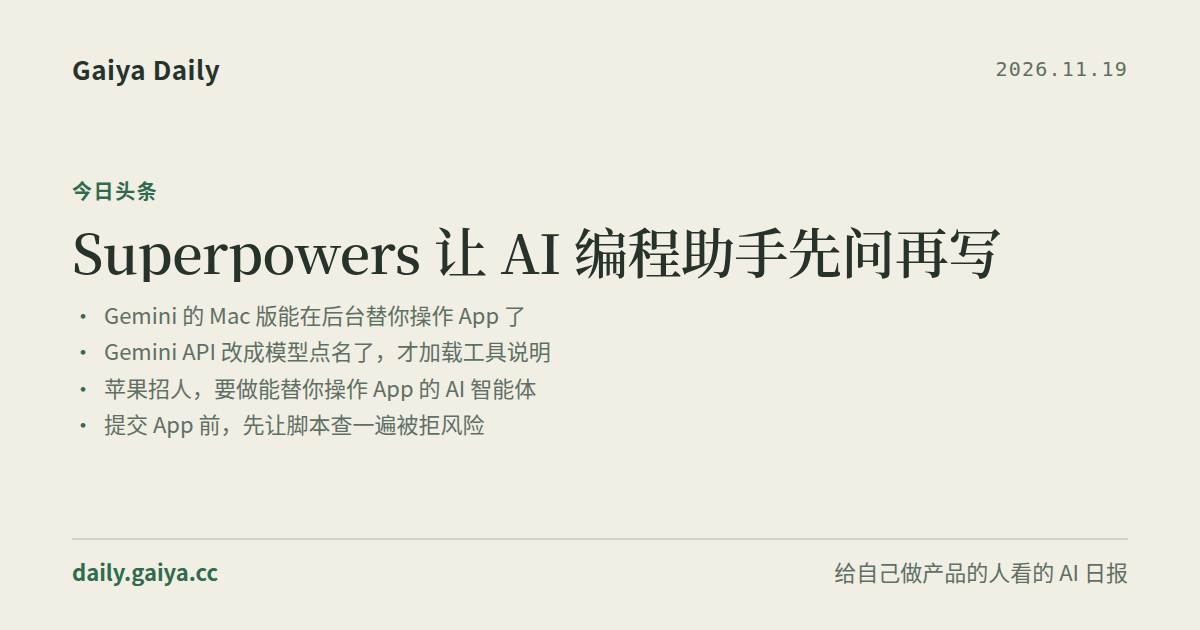 Gaiya Daily
2026.11.19
今日头条
Superpowers 让 AI 编程助手先问再写
• Gemini 的 Mac 版能在后台替你操作 App 了
• Gemini API 改成模型点名了，才加载工具说明
• 苹果招人，要做能替你操作 App 的 AI 智能体
• 提交 App 前，先让脚本查一遍被拒风险
daily.gaiya.cc
给自己做产品的人看的 AI 日报